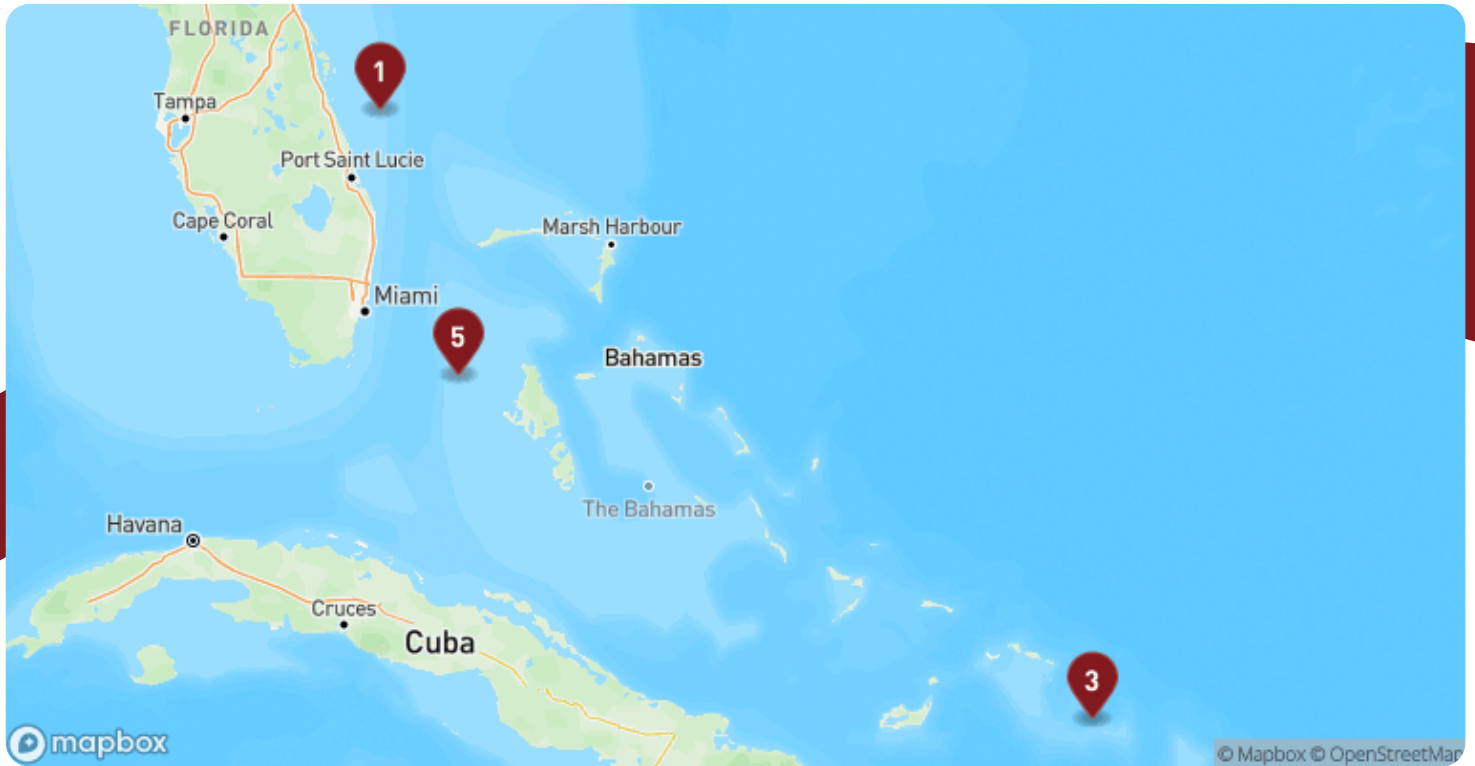 FLORIDA
1
Tampa
Port Saint Lucie
Cape Coral
Marsh Harbour
Miami
5
Bahamas
The Bahamas
Havana
Cruces
Cuba
3
mapbox
© Mapbox © OpenStreetMap